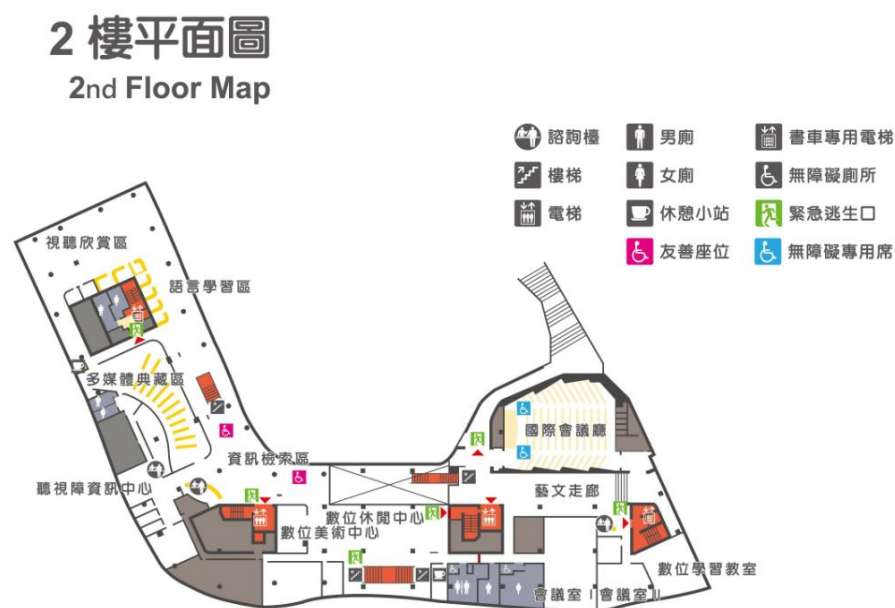 2 樓平面圖
2nd Floor Map
諮詢檯
男廁
書車專用電梯
樓梯
女廁
無障礙廁所
電梯
休憩小站
緊急逃生口
友善座位
無障礙專用席
視聽欣賞區
語言學習區
多媒體典藏區
國際會議廳
資訊檢索區
聽視障資訊中心
藝文走廊
數位休閒中心
數位美術中心
數位學習教室
會議室 I 會議室 II